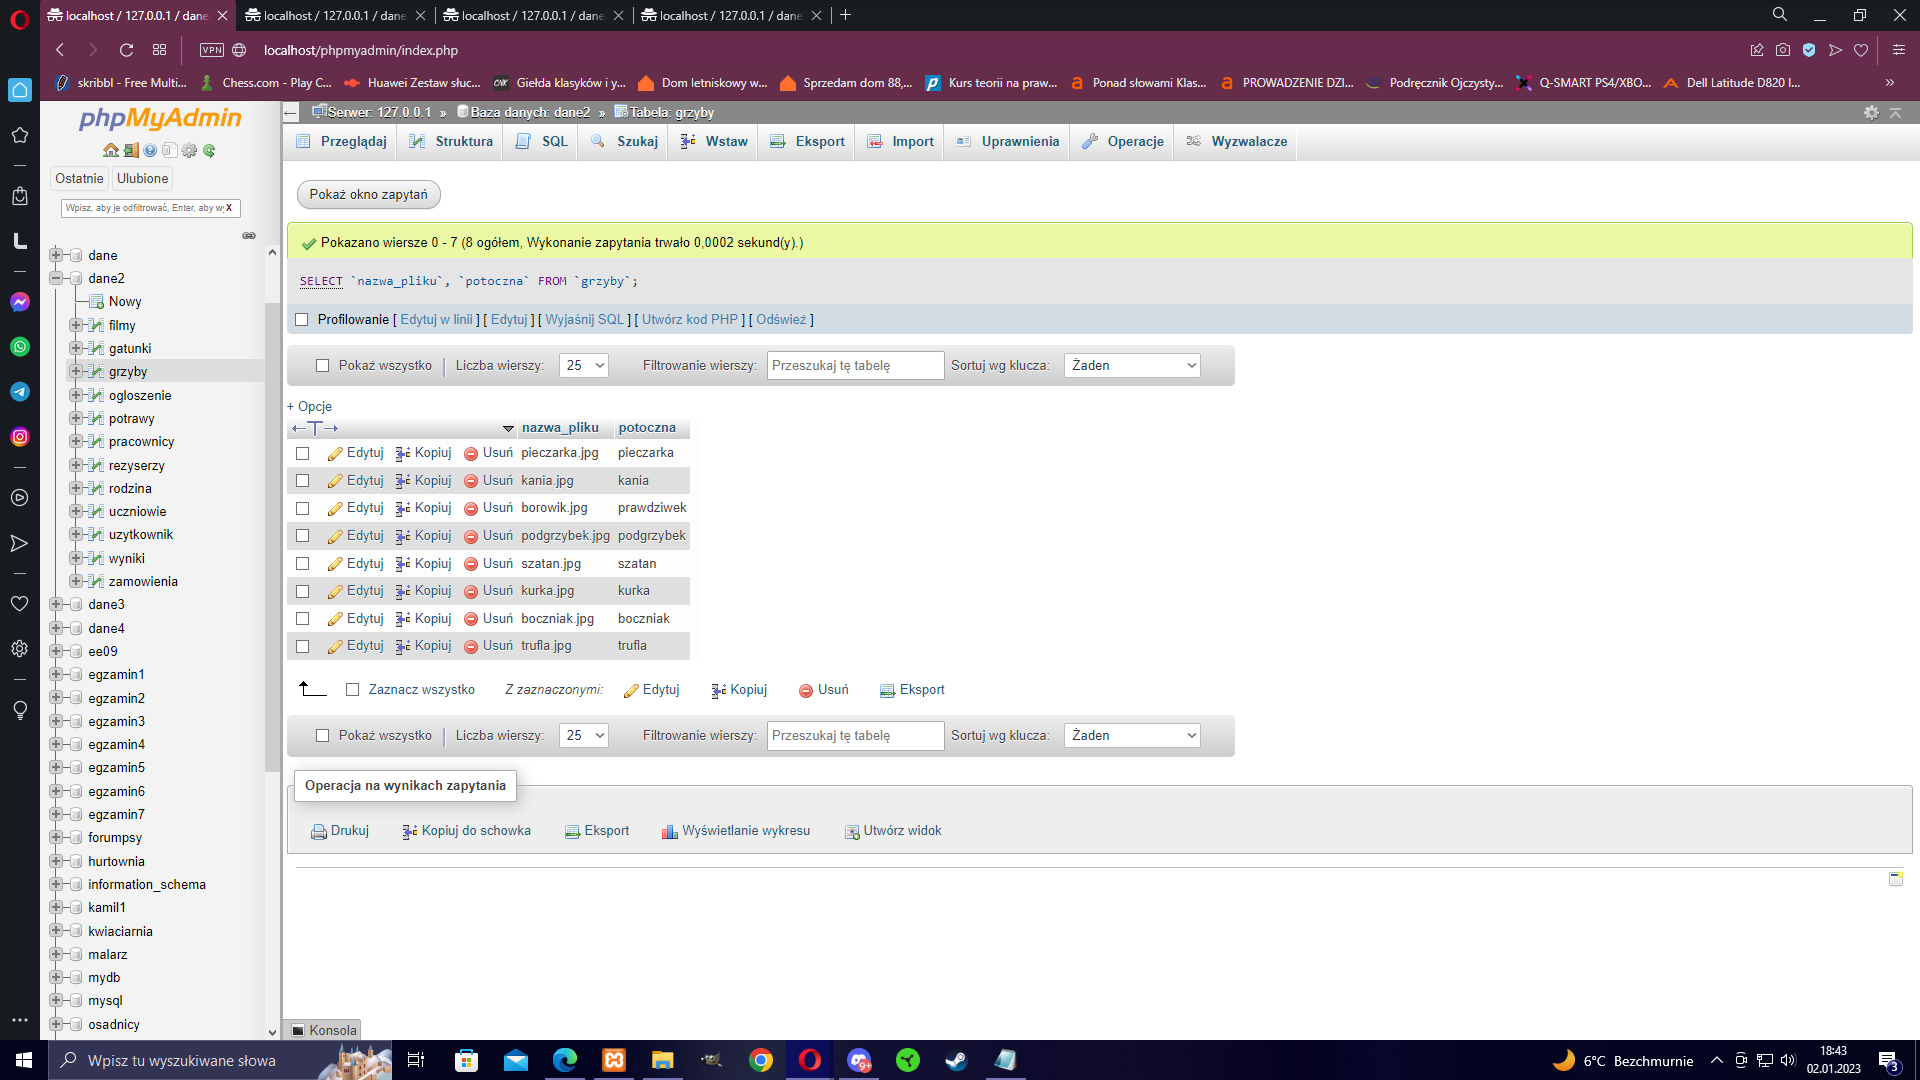 localhost / 127.0.0.1 / dane
localhost / 127.0.0.1 / dane
localhost / 127.0.0.1 / dane
localhost / 127.0.0.1 / dane
VPN
localhost/phpmyadmin/index.php
skribbl - Free Multi...
Chess.com - Play C...
Huawei Zestaw słuc...
Giełda klasyków i y...
Dom letniskowy w...
Sprzedam dom 88,...
Kurs teorii na praw...
Ponad słowami Klas...
PROWADZENIE DZI...
Podręcznik Ojczysty...
Q-SMART PS4/XBO...
Dell Latitude D820 I...
»
phpMyAdmin
Ostatnie
Ulubione
Wpisz, aby je odfiltrować, Enter, aby wy
X
dane
dane2
Nowy
filmy
gatunki
grzyby
ogloszenie
potrawy
pracownicy
rezyserzy
rodzina
uczniowie
uzytkownik
wyniki
zamowienia
dane3
dane4
ee09
egzamin1
egzamin2
egzamin3
egzamin4
egzamin5
egzamin6
egzamin7
forumpsy
hurtownia
information_schema
kamil1
kwiaciarnia
malarz
mydb
mysql
osadnicy
Serwer: 127.0.0.1 » Baza danych: dane2 » Tabela: grzyby
Przeglądaj
Struktura
SQL
Szukaj
Wstaw
Eksport
Import
Uprawnienia
Operacje
Wyzwalacze
Pokaż okno zapytań
Pokazano wiersze 0 - 7 (8 ogółem, Wykonanie zapytania trwało 0,0002 sekund(y).)
SELECT `nazwa_pliku`, `potoczna` FROM `grzyby`;
Profilowanie [ Edytuj w linii ] [ Edytuj ] [ Wyjaśnij SQL ] [ Utwórz kod PHP ] [ Odśwież ]
Pokaż wszystko | Liczba wierszy: 25 Filtrowanie wierszy: Przeszukaj tę tabelę Sortuj wg klucza: Żaden
+ Opcje
←T→ nazwa_pliku potoczna
Edytuj Kopiuj Usuń pieczarka.jpg pieczarka
Edytuj Kopiuj Usuń kania.jpg kania
Edytuj Kopiuj Usuń borowik.jpg prawdziwek
Edytuj Kopiuj Usuń podgrzybek.jpg podgrzybek
Edytuj Kopiuj Usuń szatan.jpg szatan
Edytuj Kopiuj Usuń kurka.jpg kurka
Edytuj Kopiuj Usuń boczniak.jpg boczniak
Edytuj Kopiuj Usuń trufla.jpg trufla
Zaznacz wszystko Z zaznaczonymi: Edytuj Kopiuj Usuń Eksport
Pokaż wszystko | Liczba wierszy: 25 Filtrowanie wierszy: Przeszukaj tę tabelę Sortuj wg klucza: Żaden
Operacja na wynikach zapytania
Drukuj Kopiuj do schowka Eksport Wyświetlanie wykresu Utwórz widok
Konsola
Wpisz tu wyszukiwane słowa
9+
6°C Bezchmurnie
18:43
02.01.2023
3